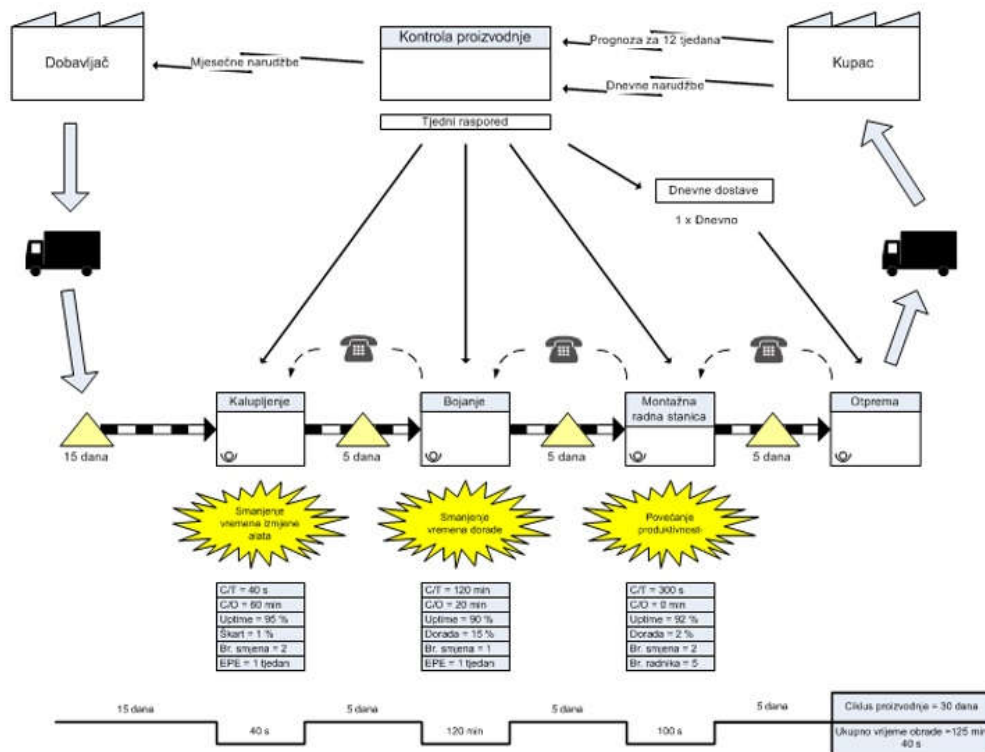 Dobavljač
Mjesečne narudžbe
Kontrola proizvodnje
Prognoza za 12 tjedana
Dnevne narudžbe
Kupac
Tjedni raspored
Dnevne dostave
1 x Dnevno
Kalupljenje
Bojanje
Montažna
radna stanica
Otprema
15 dana
5 dana
5 dana
5 dana
Smanjenje
vremena izmjene
alata
Smanjenje
vremena dorade
Povećanje
produktivnosti
C/T = 40 s
C/O = 60 min
Uptime = 95 %
Škart = 1 %
Br. smjena = 2
EPE = 1 tjedan
C/T = 120 min
C/O = 20 min
Uptime = 90 %
Dorada = 15 %
Br. smjena = 1
EPE = 1 tjedan
C/T = 300 s
C/O = 0 min
Uptime = 92 %
Dorada = 2 %
Br. smjena = 2
Br. radnika = 5
15 dana
40 s
5 dana
120 min
5 dana
100 s
5 dana
Ciklus proizvodnje = 30 dana
Ukupno vrijeme obrade =125 min
40 s